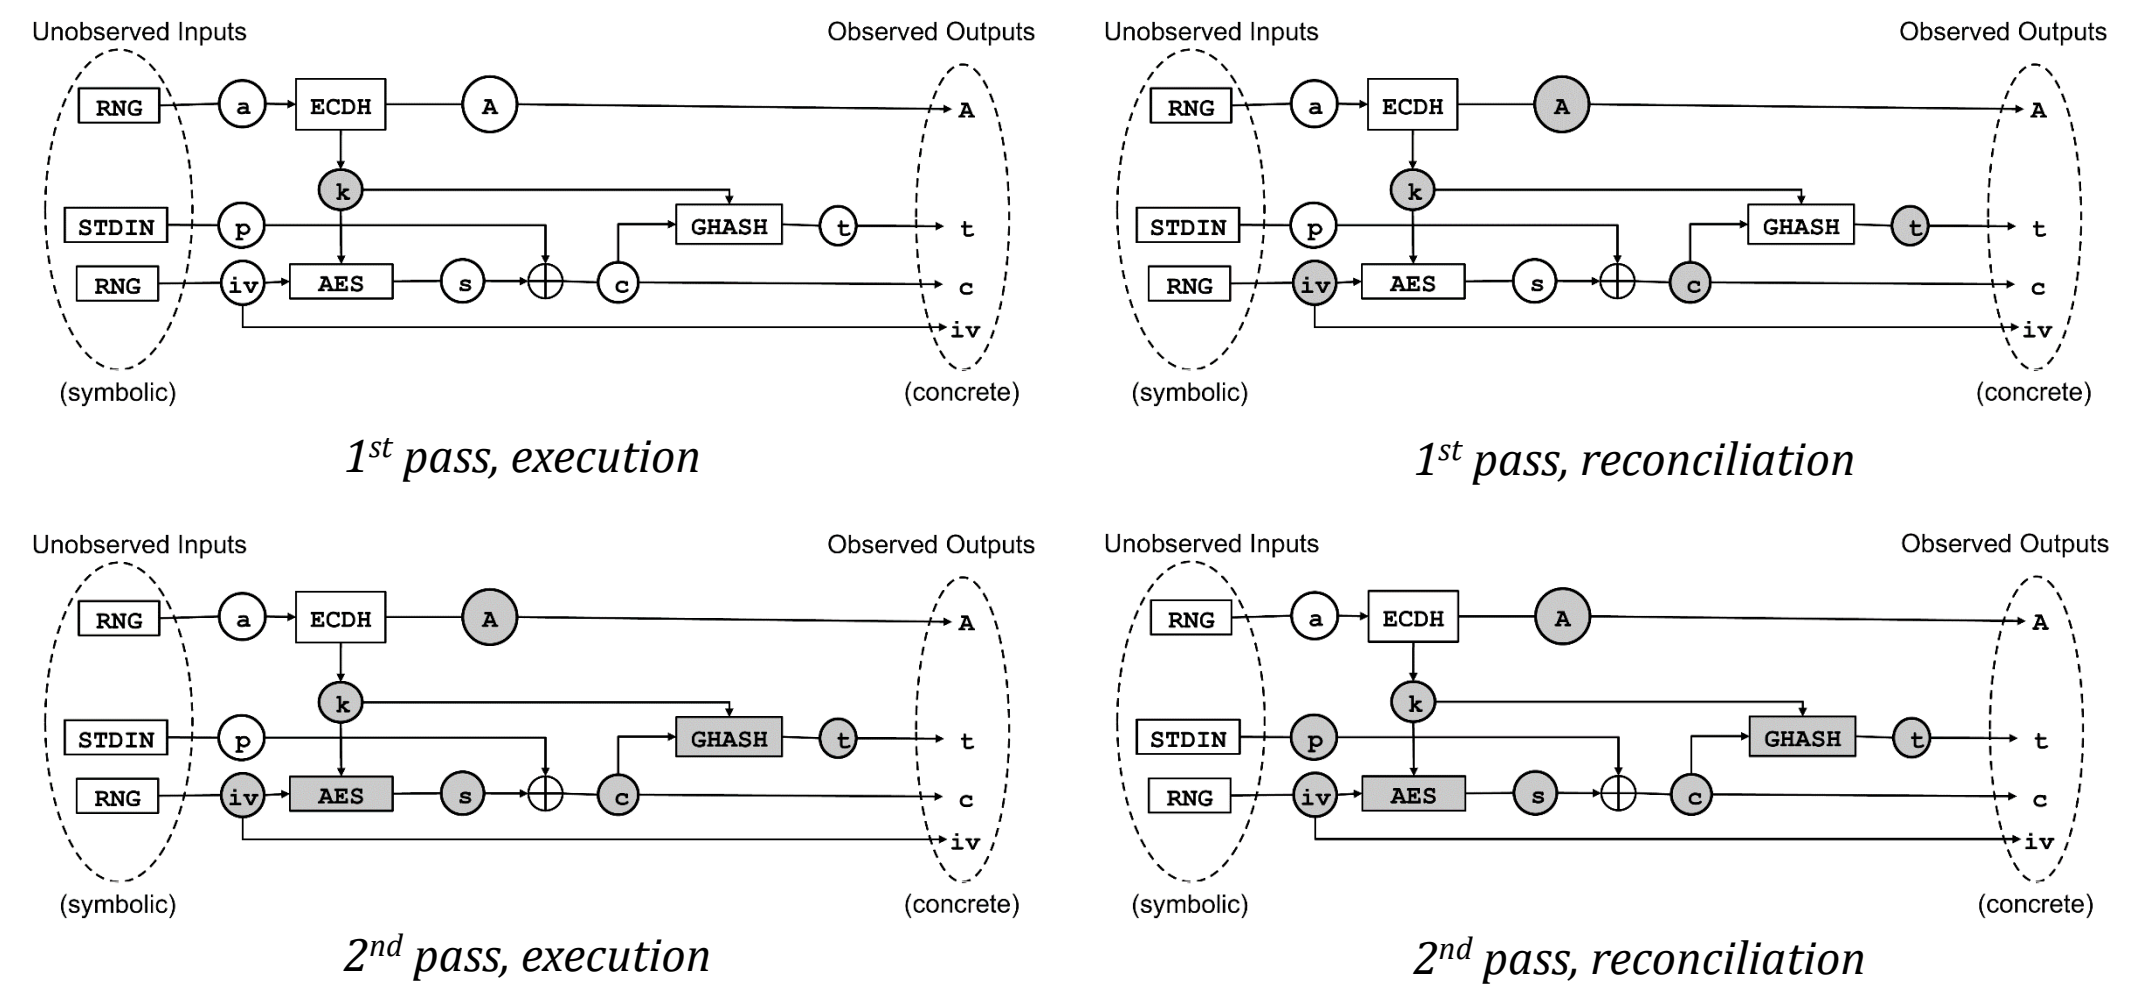 Unobserved Inputs
Observed Outputs
RNG
a
ECDH
A
A
k
STDIN
p
GHASH
t
t
RNG
iv
AES
s
c
c
iv
(symbolic)
(concrete)
1st pass, execution
Unobserved Inputs
Observed Outputs
RNG
a
ECDH
A
A
k
STDIN
p
GHASH
t
t
RNG
iv
AES
s
c
c
iv
(symbolic)
(concrete)
1st pass, reconciliation
Unobserved Inputs
Observed Outputs
RNG
a
ECDH
A
A
k
STDIN
p
GHASH
t
t
RNG
iv
AES
s
c
c
iv
(symbolic)
(concrete)
2nd pass, execution
Unobserved Inputs
Observed Outputs
RNG
a
ECDH
A
A
k
STDIN
p
GHASH
t
t
RNG
iv
AES
s
c
c
iv
(symbolic)
(concrete)
2nd pass, reconciliation